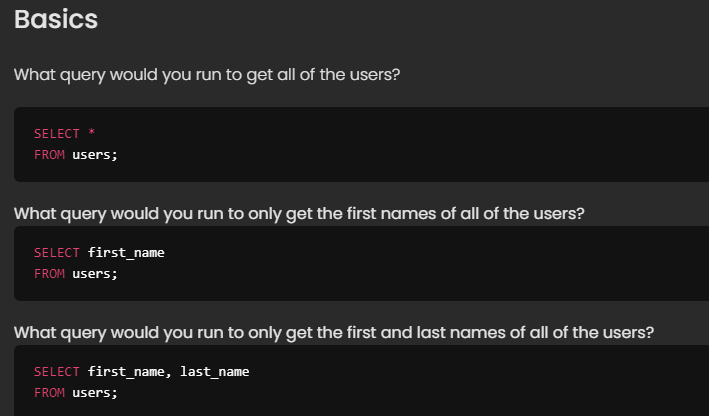 Basics
What query would you run to get all of the users?
SELECT *
FROM users;
What query would you run to only get the first names of all of the users?
SELECT first_name
FROM users;
What query would you run to only get the first and last names of all of the users?
SELECT first_name, last_name
FROM users;